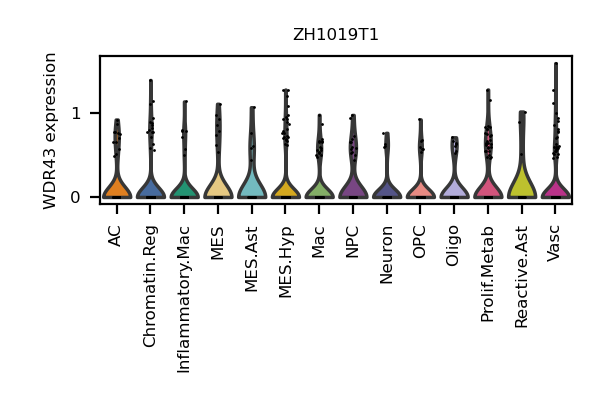 ZH1019T1
WDR43 expression
1
0
AC
Chromatin.Reg
Inflammatory.Mac
MES
MES.Ast
MES.Hyp
Mac
NPC
Neuron
OPC
Oligo
Prolif.Metab
Reactive.Ast
Vasc